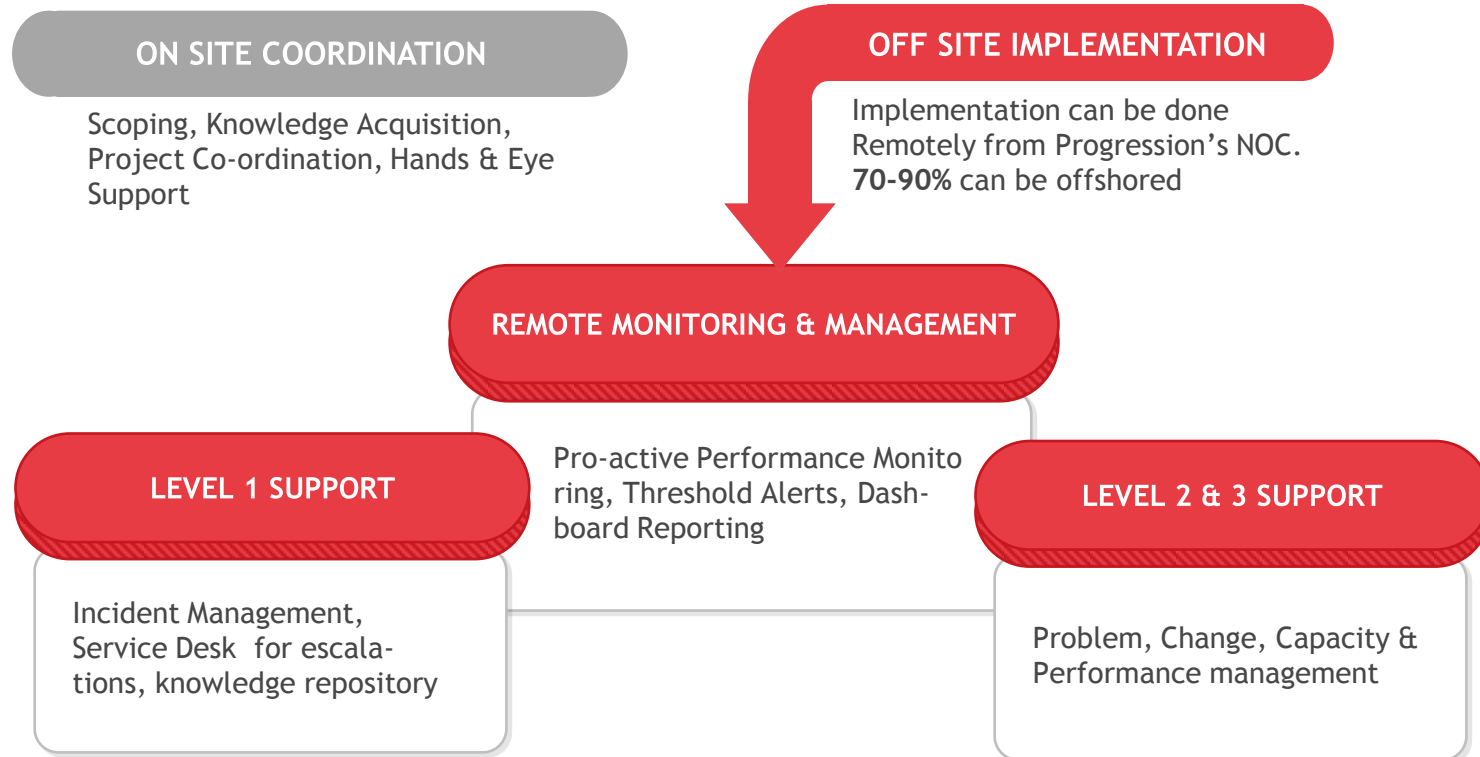 ON SITE COORDINATION
Scoping, Knowledge Acquisition,
Project Co-ordination, Hands & Eye
Support
OFF SITE IMPLEMENTATION
Implementation can be done
Remotely from Progression’s NOC.
70-90% can be offshored
REMOTE MONITORING & MANAGEMENT
Pro-active Performance Monito
ring, Threshold Alerts, Dash-
board Reporting
LEVEL 1 SUPPORT
Incident Management,
Service Desk  for escala-
tions, knowledge repository
LEVEL 2 & 3 SUPPORT
Problem, Change, Capacity &
Performance management